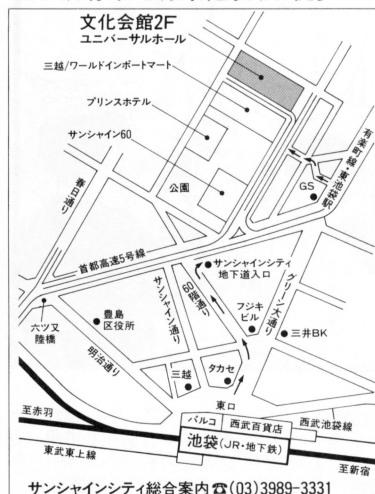 文化会館2F
ユニバーサルホール
三越/ワールドインポートマート
プリンスホテル
サンシャイン60
公園
GS
有楽町線・東池袋駅
春日通り
首都高速5号線
サンシャインシティ
地下道入口
サンシャイン通り
60階通り
グリーン大通り
六ツ又
陸橋
豊島
区役所
フジキ
ビル
三井BK
明治通り
三越
タカセ
東口
至赤羽
パルコ
西武百貨店
西武池袋線
池袋(JR・地下鉄)
東武東上線
至新宿
サンシャインシティ総合案内☎(03)3989-3331